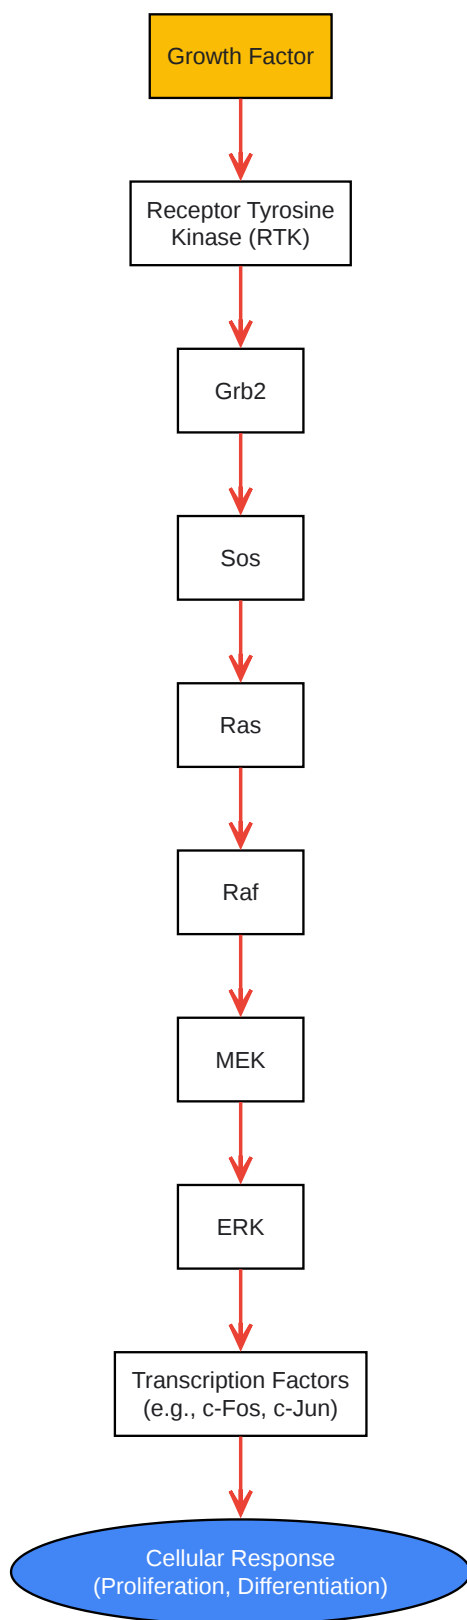 Growth Factor
Receptor Tyrosine
Kinase (RTK)
Grb2
Sos
Ras
Raf
MEK
ERK
Transcription Factors
(e.g., c-Fos, c-Jun)
Cellular Response
(Proliferation, Differentiation)